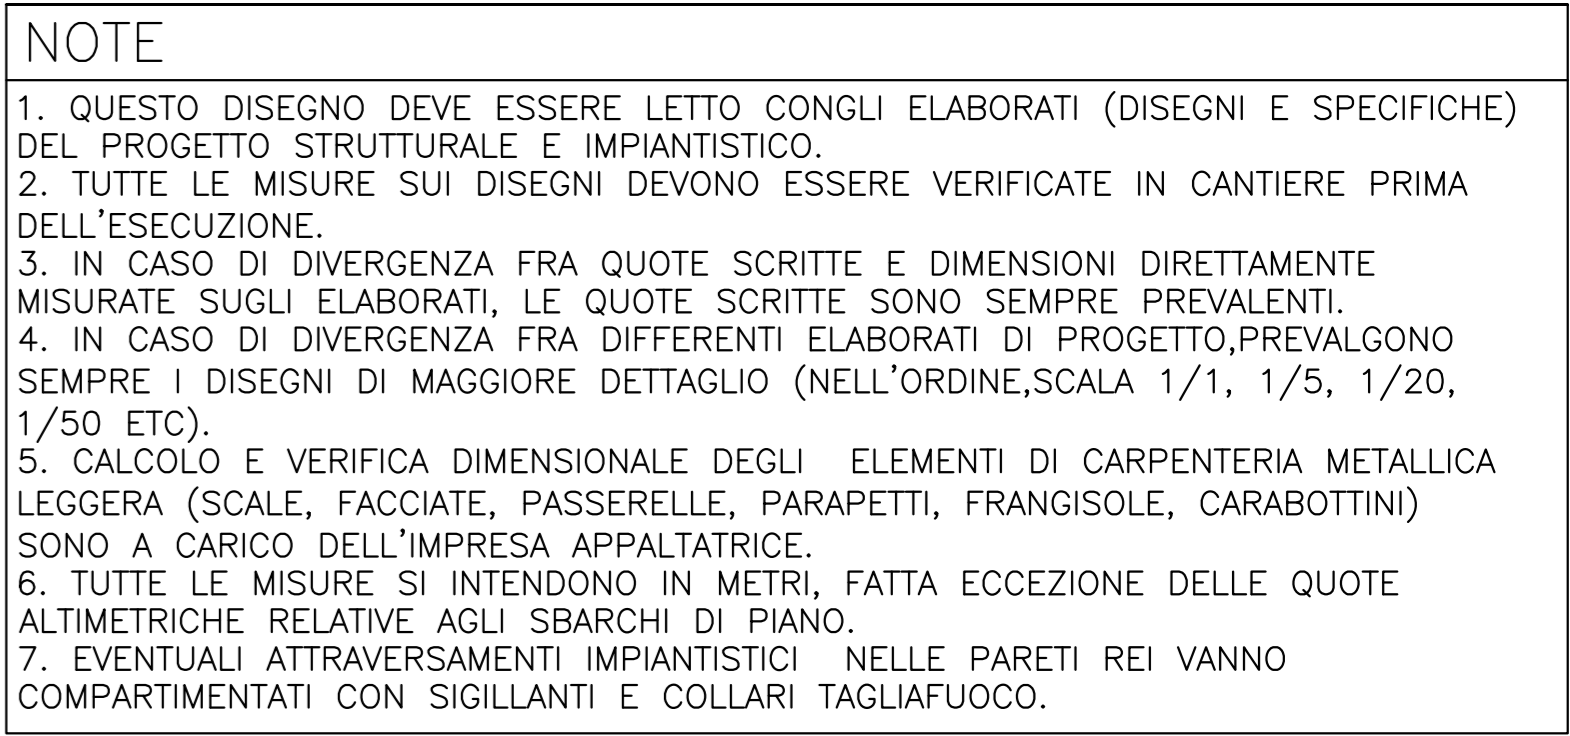 NOTE
1. QUESTO DISEGNO DEVE ESSERE LETTO CONGLI ELABORATI (DISEGNI E SPECIFICHE)
DEL PROGETTO STRUTTURALE E IMPIANTISTICO.
2. TUTTE LE MISURE SUI DISEGNI DEVONO ESSERE VERIFICATE IN CANTIERE PRIMA
DELL'ESECUZIONE.
3. IN CASO DI DIVERGENZA FRA QUOTE SCRITTE E DIMENSIONI DIRETTAMENTE
MISURATE SUGLI ELABORATI, LE QUOTE SCRITTE SONO SEMPRE PREVALENTI.
4. IN CASO DI DIVERGENZA FRA DIFFERENTI ELABORATI DI PROGETTO,PREVALGONO
SEMPRE I DISEGNI DI MAGGIORE DETTAGLIO (NELL'ORDINE,SCALA 1/1, 1/5, 1/20,
1/50 ETC).
5. CALCOLO E VERIFICA DIMENSIONALE DEGLI  ELEMENTI DI CARPENTERIA METALLICA
LEGGERA (SCALE, FACCIATE, PASSERELLE, PARAPETTI, FRANGISOLE, CARABOTTINI)
SONO A CARICO DELL'IMPRESA APPALTATRICE.
6. TUTTE LE MISURE SI INTENDONO IN METRI, FATTA ECCEZIONE DELLE QUOTE
ALTIMETRICHE RELATIVE AGLI SBARCHI DI PIANO.
7. EVENTUALI ATTRAVERSAMENTI IMPIANTISTICI  NELLE PARETI REI VANNO
COMPARTIMENTATI CON SIGILLANTI E COLLARI TAGLIAFUOCO.